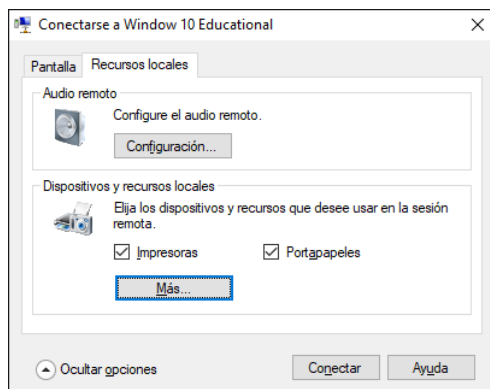 Conectarse a Window 10 Educational
Pantalla
Recursos locales
Audio remoto
Configure el audio remoto.
Configuración...
Dispositivos y recursos locales
Elija los dispositivos y recursos que desee usar en la sesión
remota.
Impresoras
Portapapeles
Más...
Ocultar opciones
Conectar
Ayuda